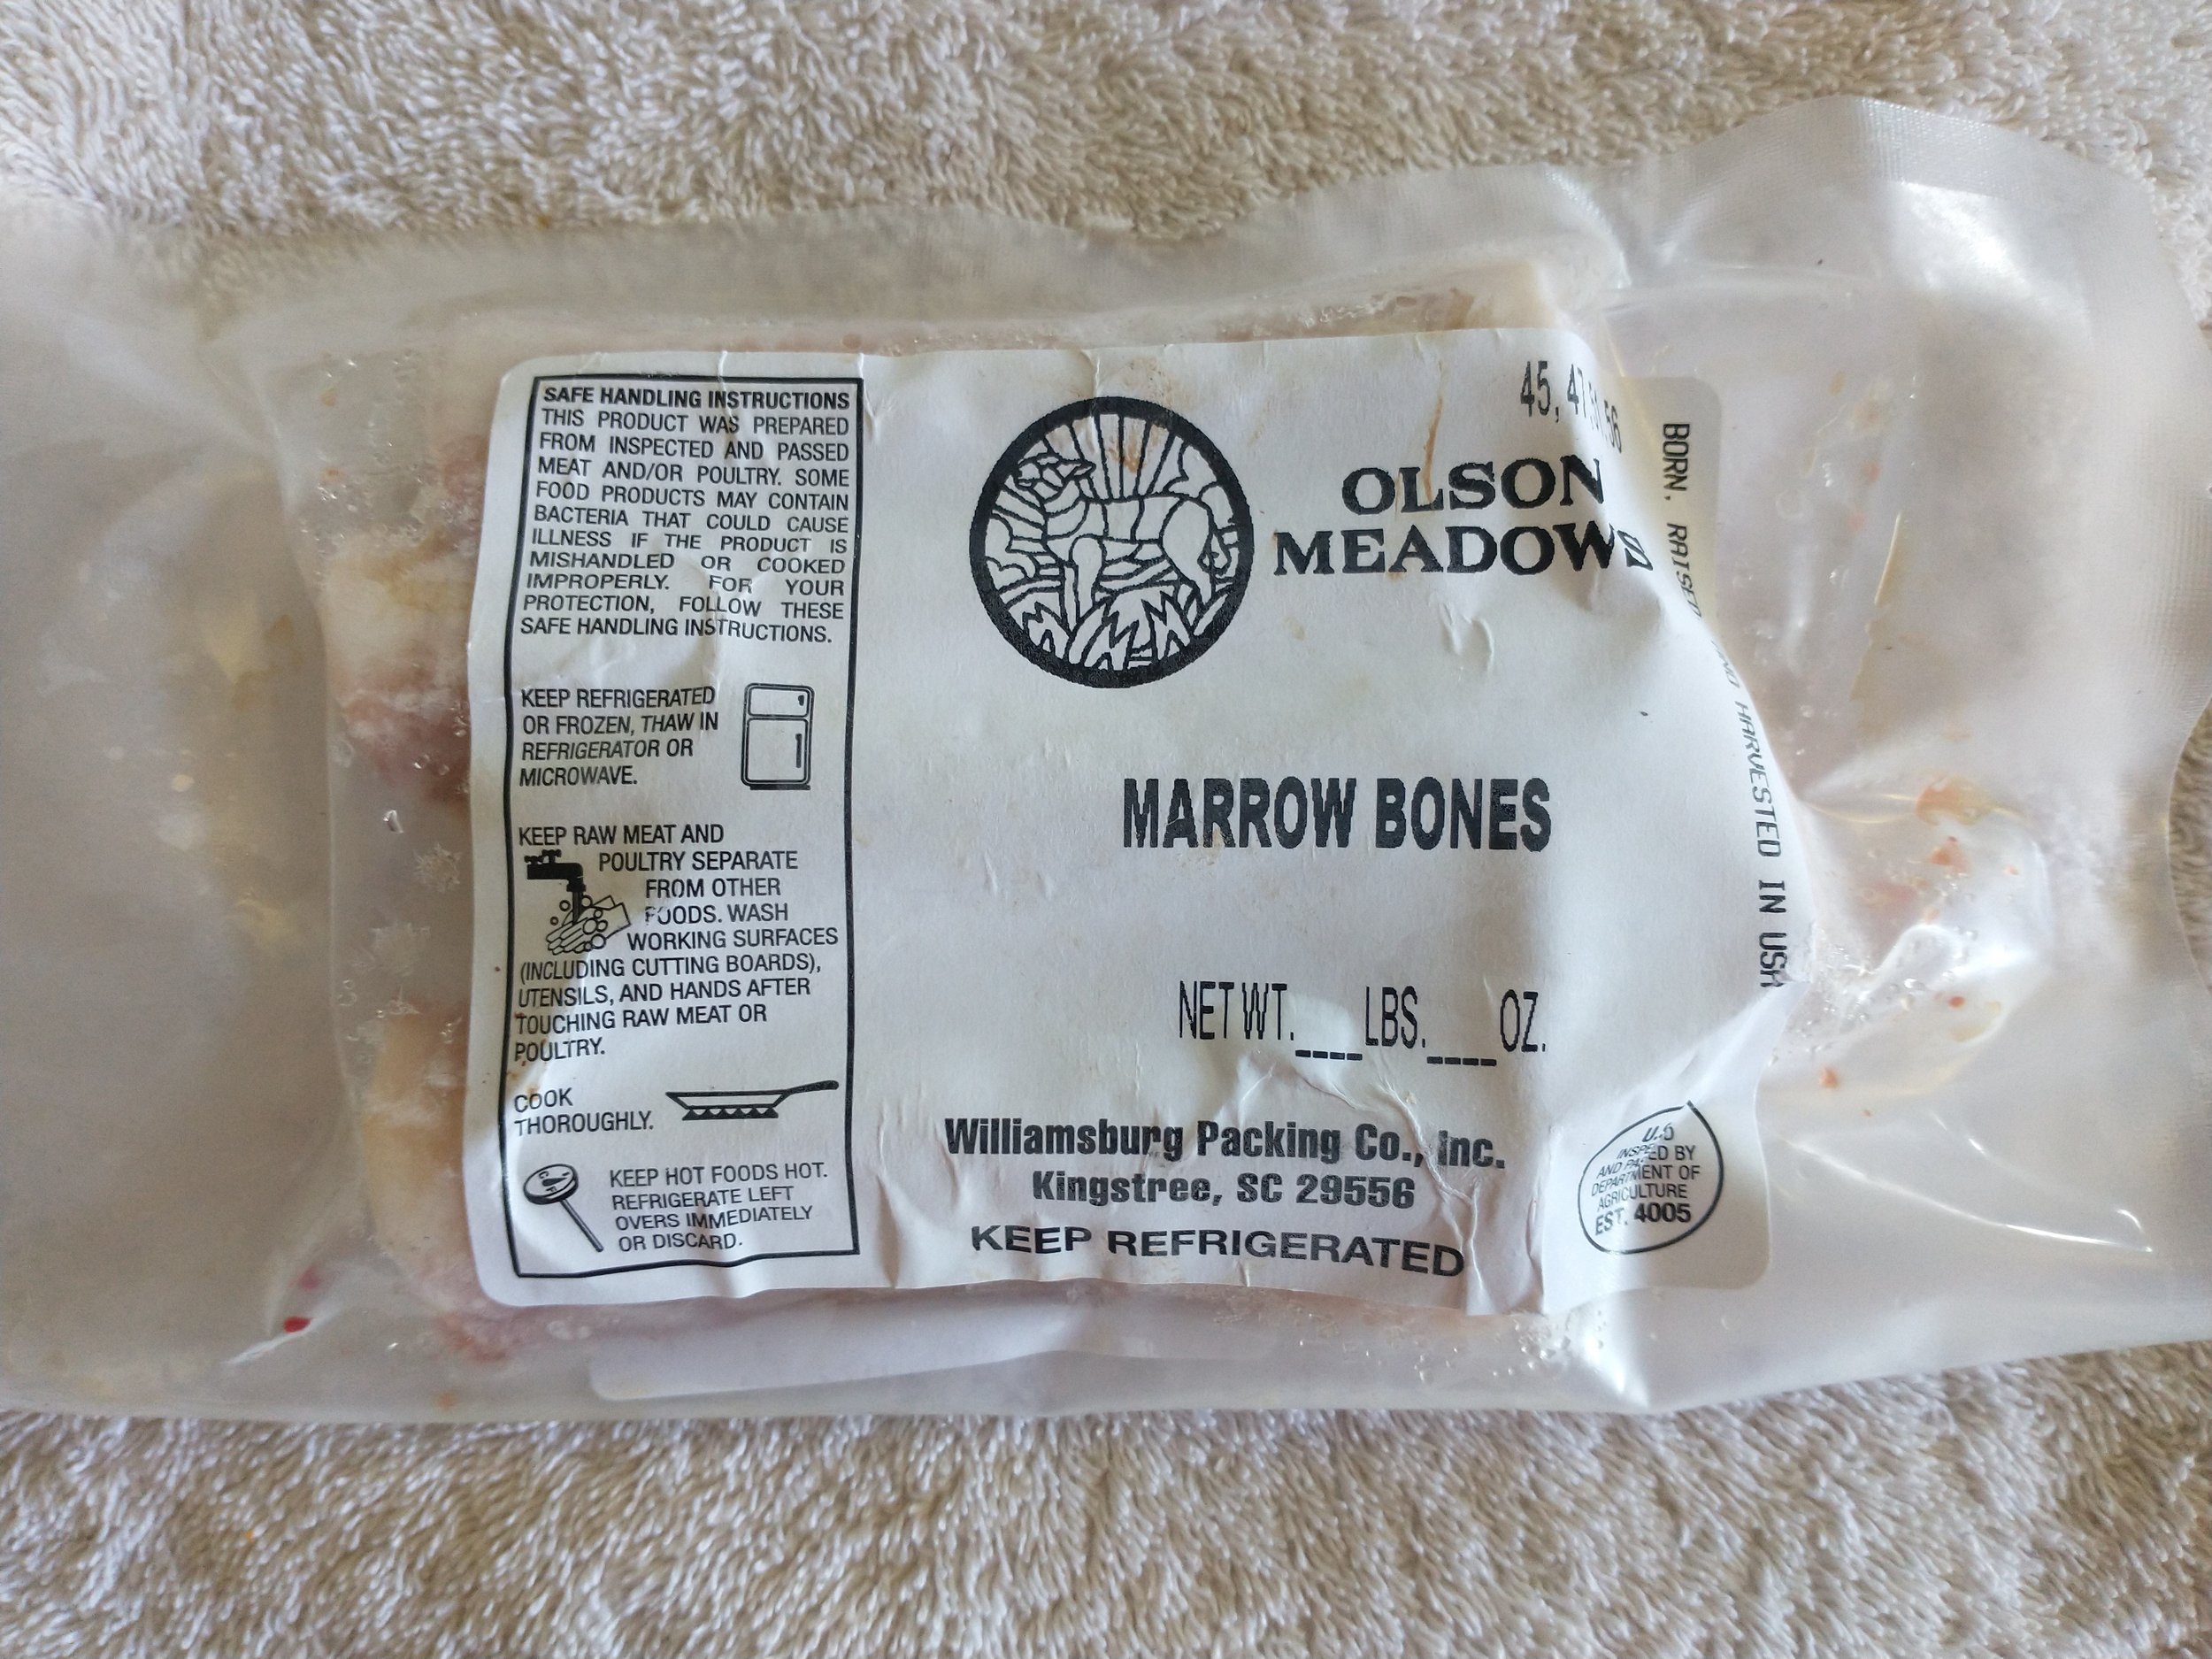 SAFE HANDLING INSTRUCTIONS
THIS PRODUCT WAS PREPARED
FROM INSPECTED AND PASSED
MEAT AND/OR POULTRY. SOME
FOOD PRODUCTS MAY CONTAIN
BACTERIA THAT COULD CAUSE
ILLNESS IF THE PRODUCT IS
MISHANDLED OR COOKED
IMPROPERLY. FOR YOUR
PROTECTION, FOLLOW THESE
SAFE HANDLING INSTRUCTIONS.
KEEP REFRIGERATED
OR FROZEN, THAW IN
REFRIGERATOR OR
MICROWAVE.
KEEP RAW MEAT AND
POULTRY SEPARATE
FROM OTHER
FOODS. WASH
WORKING SURFACES
(INCLUDING CUTTING BOARDS),
UTENSILS, AND HANDS AFTER
TOUCHING RAW MEAT OR
POULTRY.
COOK
THOROUGHLY.
KEEP HOT FOODS HOT.
REFRIGERATE LEFT
OVERS IMMEDIATELY
OR DISCARD.
45, 47
OLSON
MEADOWS
MARROW BONES
NET WT.____LBS.____OZ.
Williamsburg Packing Co., Inc.
Kingstree, SC 29556
KEEP REFRIGERATED
BORN, RAISED AND HARVESTED IN USA
BY
AND
DEPARTMENT OF
AGRICULTURE
EST. 4005